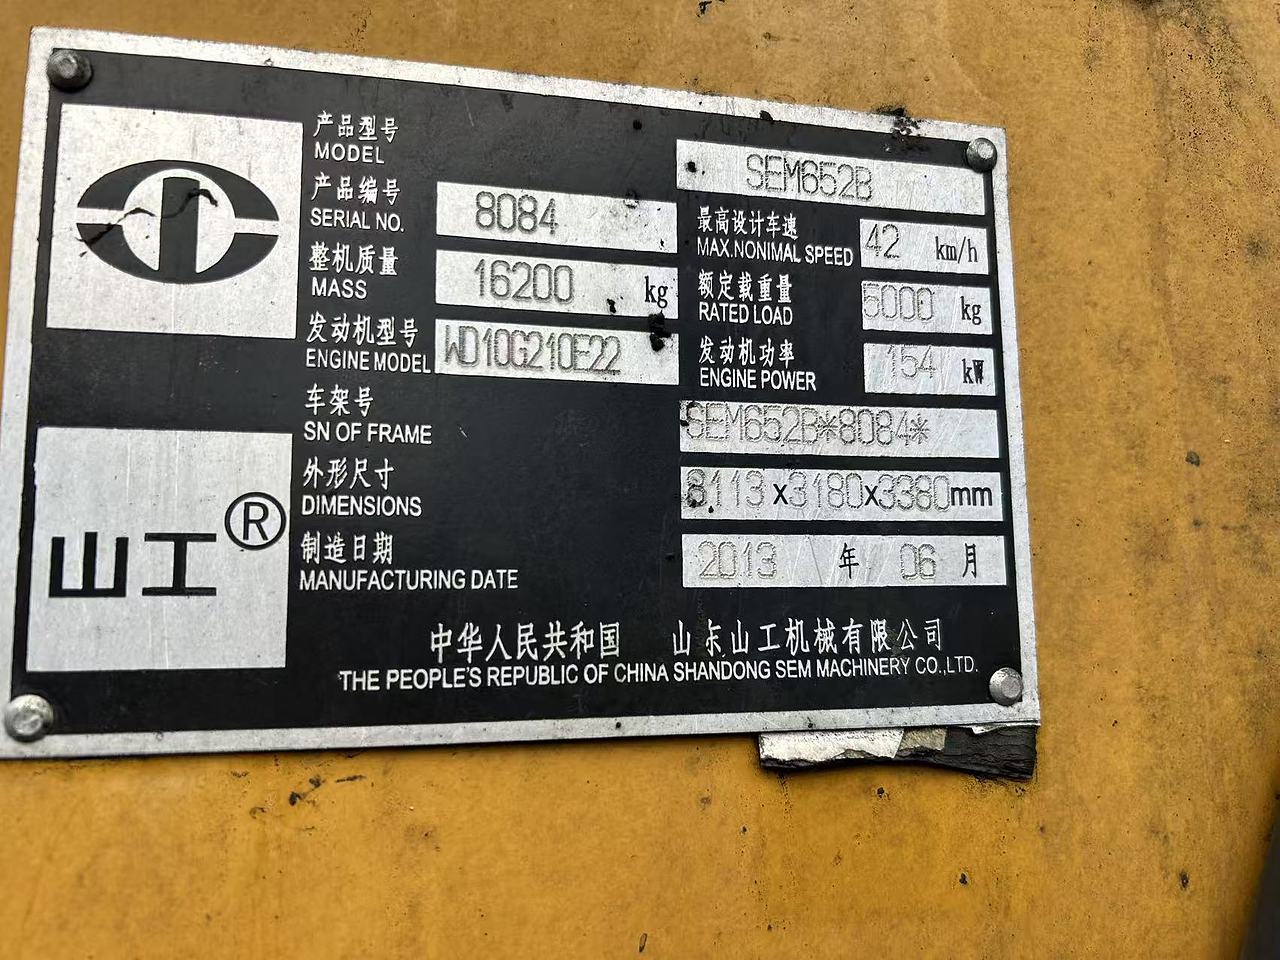 产品型号
MODEL
SEM652B
产品编号
SERIAL NO.
8084
最高设计车速
MAX.NONIMAL SPEED
42 km/h
整机质量
MASS
16200 kg
额定载重量
RATED LOAD
5000 kg
发动机型号
ENGINE MODEL
WD10G210E22
发动机功率
ENGINE POWER
154 kW
车架号
SN OF FRAME
SEM652B*8084*
外形尺寸
DIMENSIONS
8113x3180x3380mm
制造日期
MANUFACTURING DATE
2013 年 06 月
山工®
中华人民共和国 山东山工机械有限公司
THE PEOPLE'S REPUBLIC OF CHINA SHANDONG SEM MACHINERY CO.,LTD.